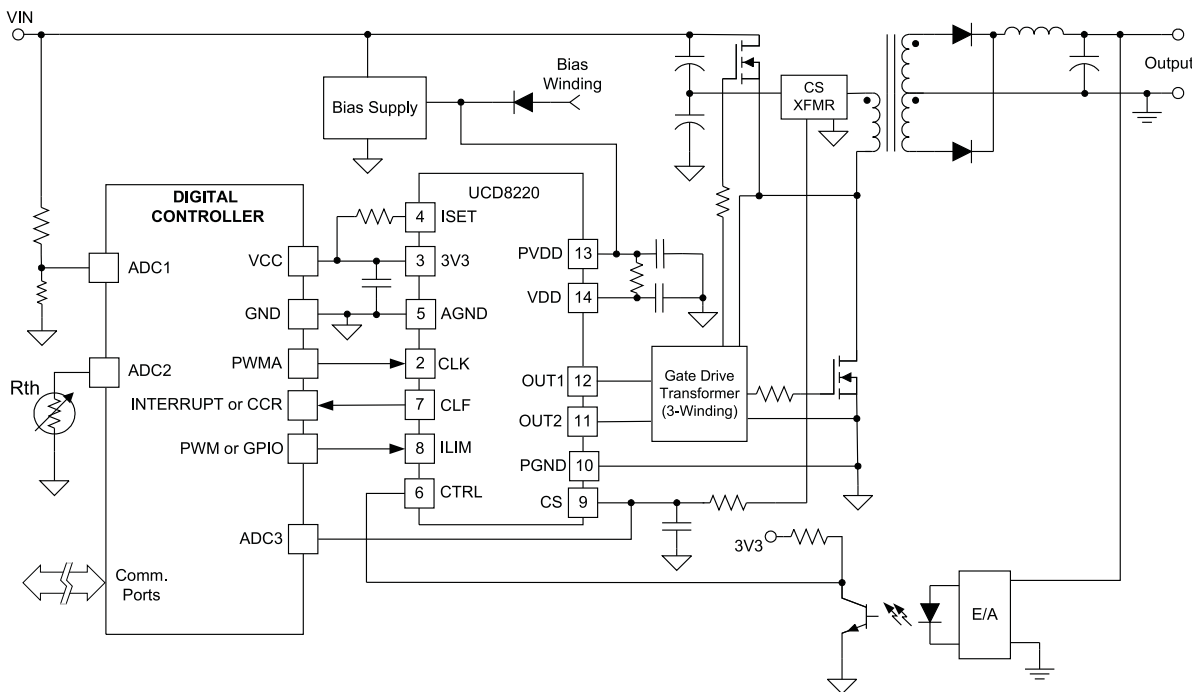 VIN
Bias Supply
Bias
Winding
CS
XFMR
Output
DIGITAL
CONTROLLER
UCD8220
4 ISET
VCC
3 3V3
PVDD 13
ADC1
GND
5 AGND
VDD 14
ADC2
PWMA
2 CLK
OUT1 12
Gate Drive
Transformer
(3-Winding)
Rth
INTERRUPT or CCR
7 CLF
OUT2 11
PWM or GPIO
8 ILIM
PGND 10
6 CTRL
CS 9
ADC3
3V3
Comm.
Ports
E/A